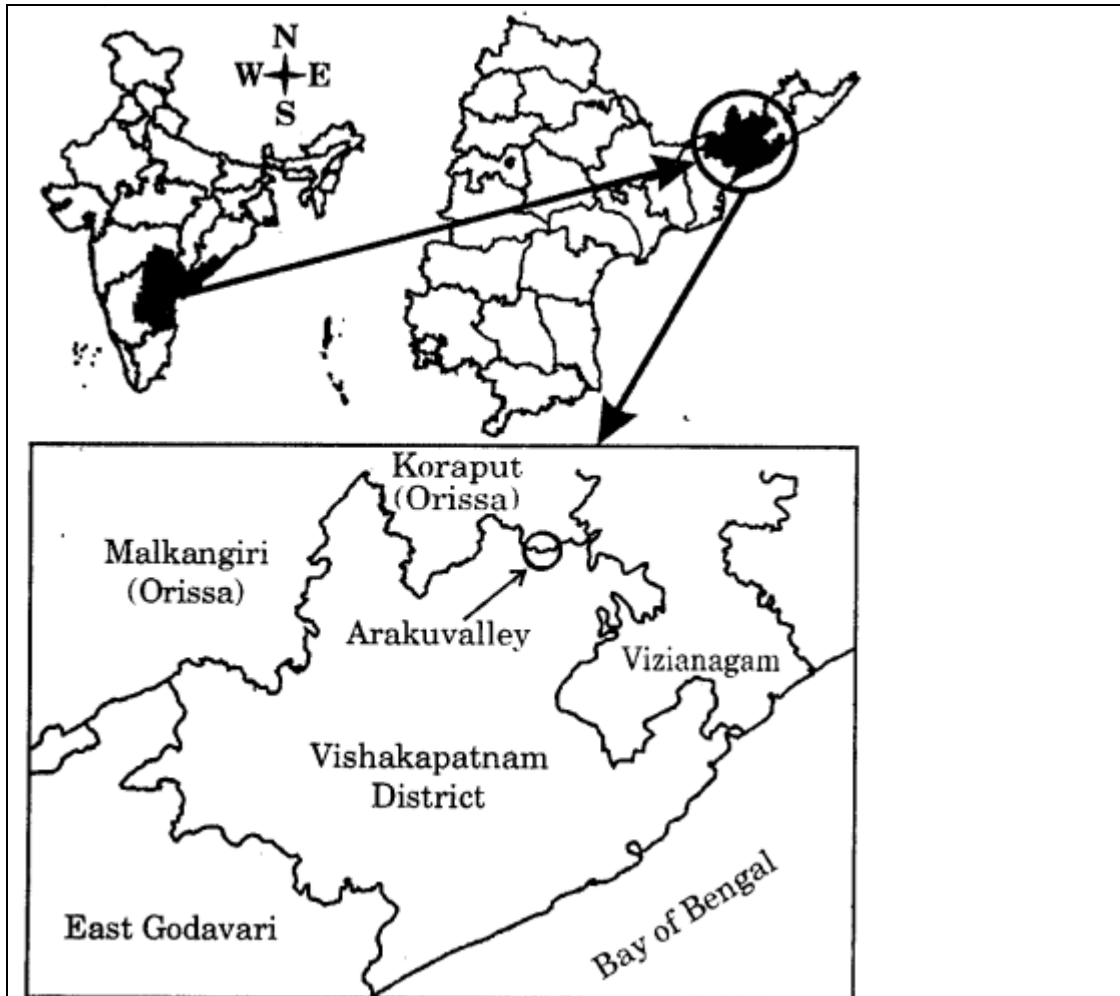 N
W E
S
Koraput
(Orissa)
Malkangiri
(Orissa)
Arakuvalley
Vizianagam
Vishakapatnam
District
East Godavari
Bay of Bengal